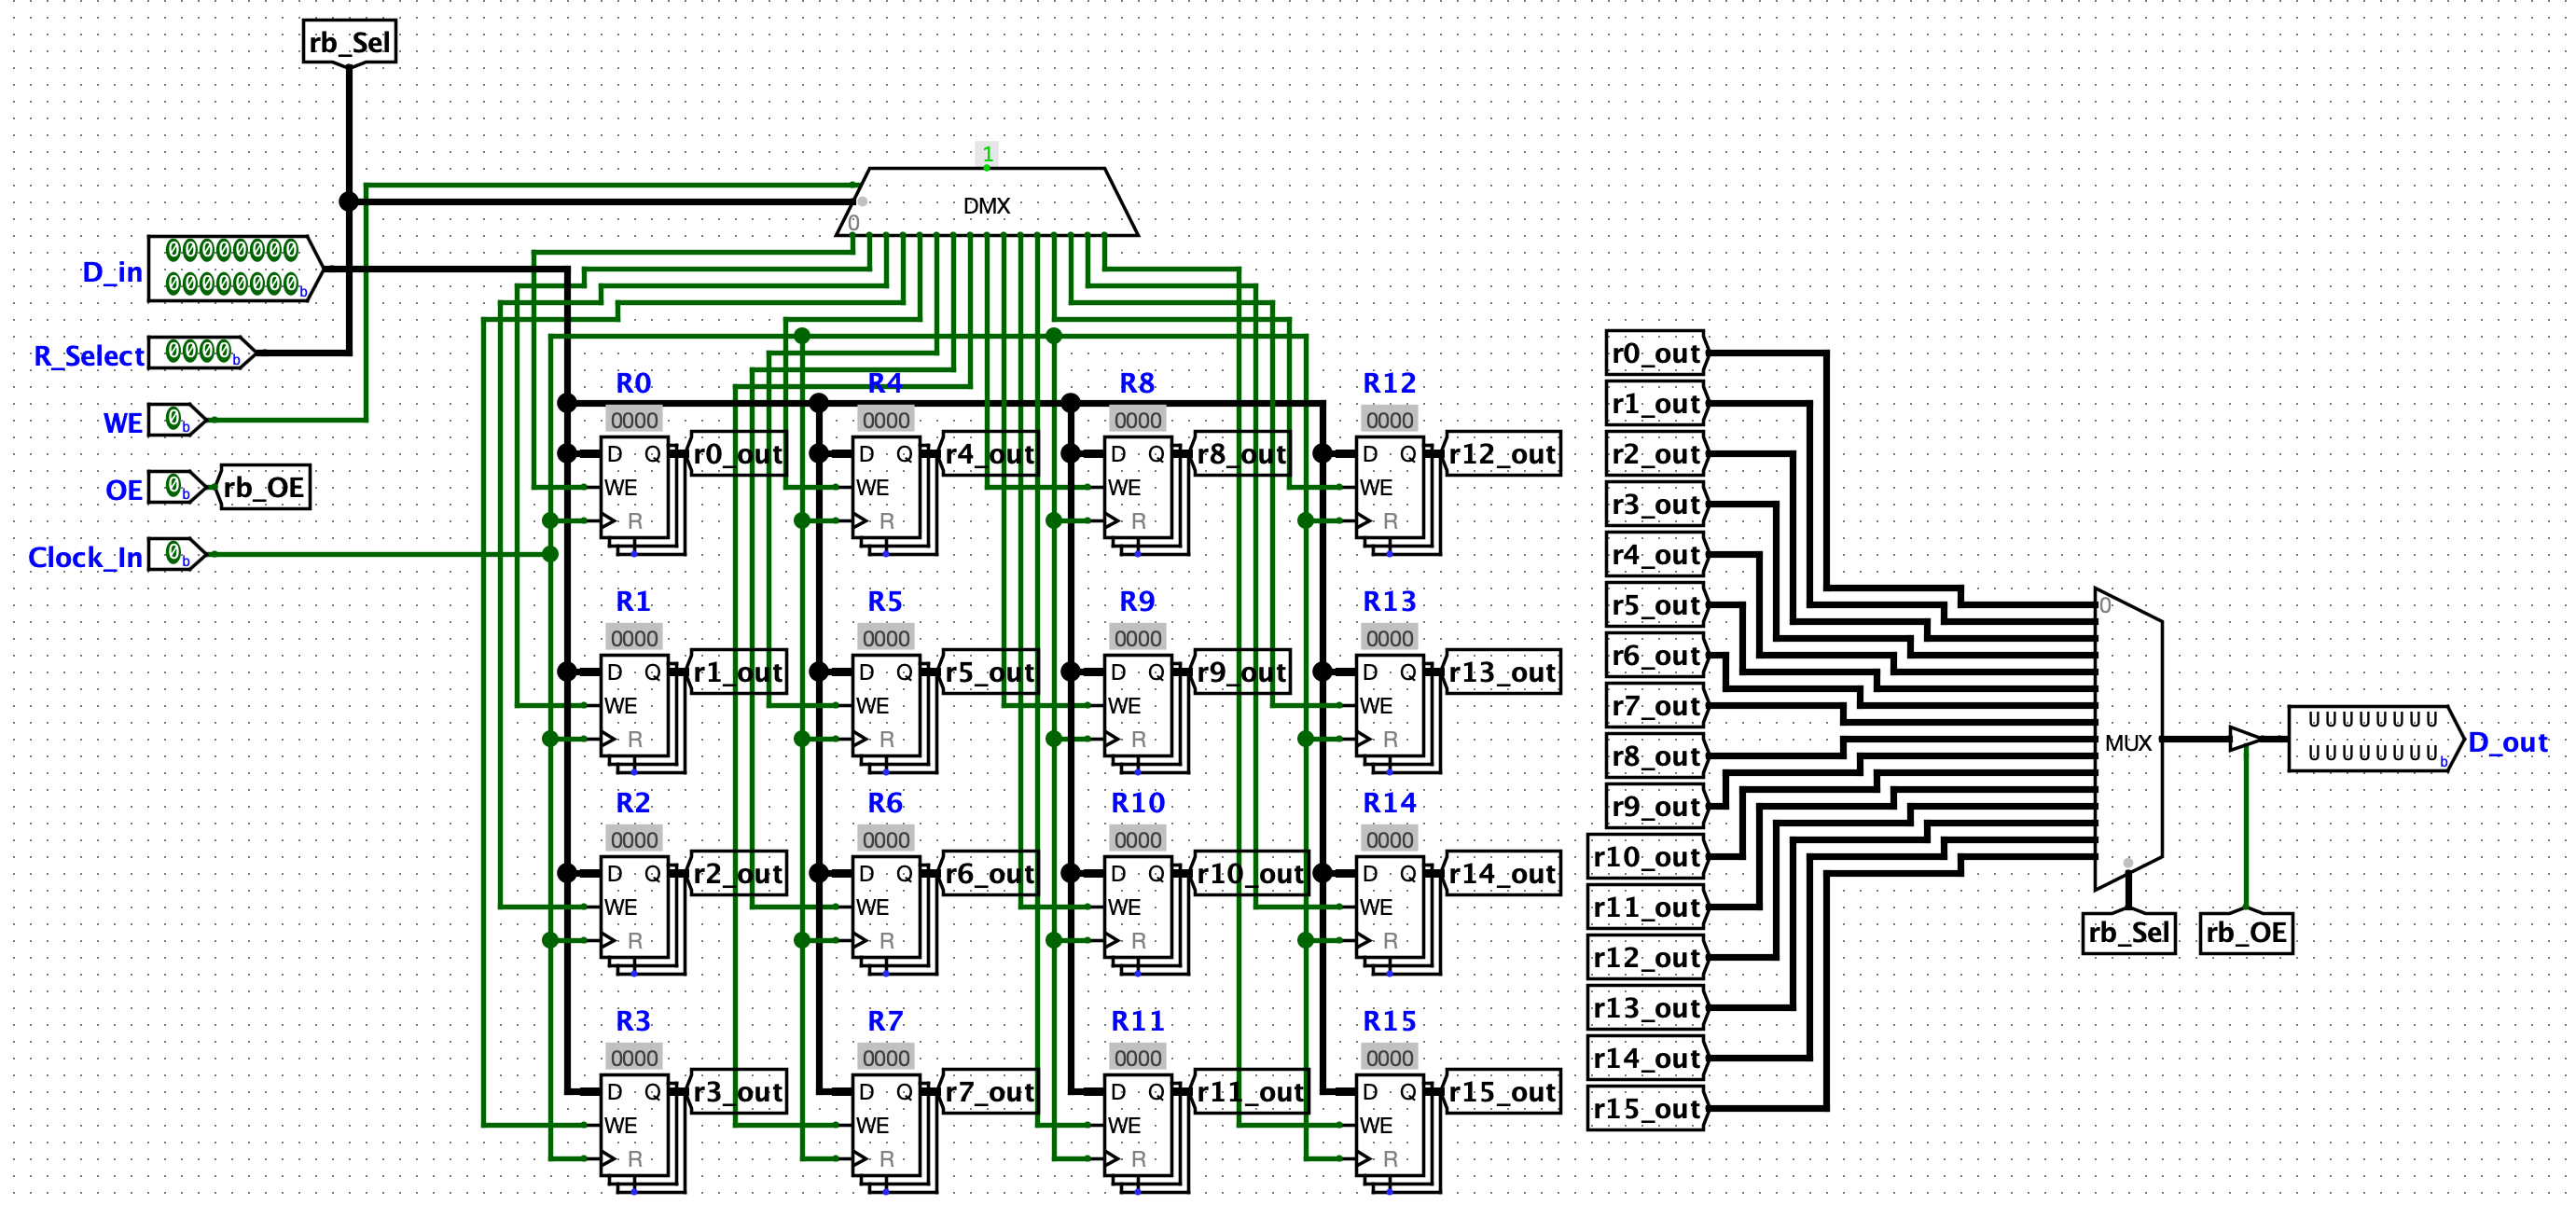 rb_Sel
1
DMX
0
D_in
00000000
00000000b
R_Select
0000b
WE
0b
OE
0b
rb_OE
Clock_In
0b
R0
0000
D Q
r0_out
WE
R
R4
0000
D Q
r4_out
WE
R
R8
0000
D Q
r8_out
WE
R
R12
0000
D Q
r12_out
WE
R
R1
0000
D Q
r1_out
WE
R
R5
0000
D Q
r5_out
WE
R
R9
0000
D Q
r9_out
WE
R
R13
0000
D Q
r13_out
WE
R
R2
0000
D Q
r2_out
WE
R
R6
0000
D Q
r6_out
WE
R
R10
0000
D Q
r10_out
WE
R
R14
0000
D Q
r14_out
WE
R
R3
0000
D Q
r3_out
WE
R
R7
0000
D Q
r7_out
WE
R
R11
0000
D Q
r11_out
WE
R
R15
0000
D Q
r15_out
WE
R
r0_out
r1_out
r2_out
r3_out
r4_out
r5_out
r6_out
r7_out
r8_out
r9_out
r10_out
r11_out
r12_out
r13_out
r14_out
r15_out
0
MUX
rb_Sel
rb_OE
UUUUUUUU
UUUUUUUUb
D_out